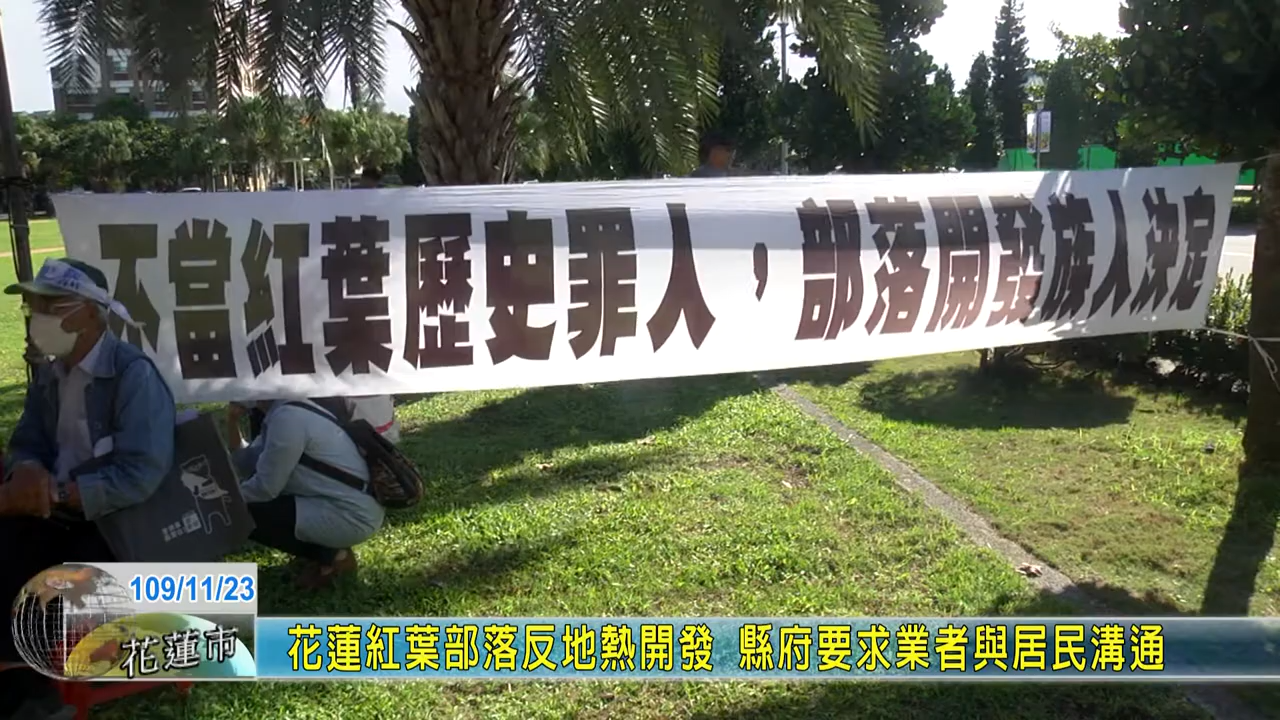 不當紅葉歷史罪人，部落開發族人決定
109/11/23
花蓮市
花蓮紅葉部落反地熱開發 縣府要求業者與居民溝通